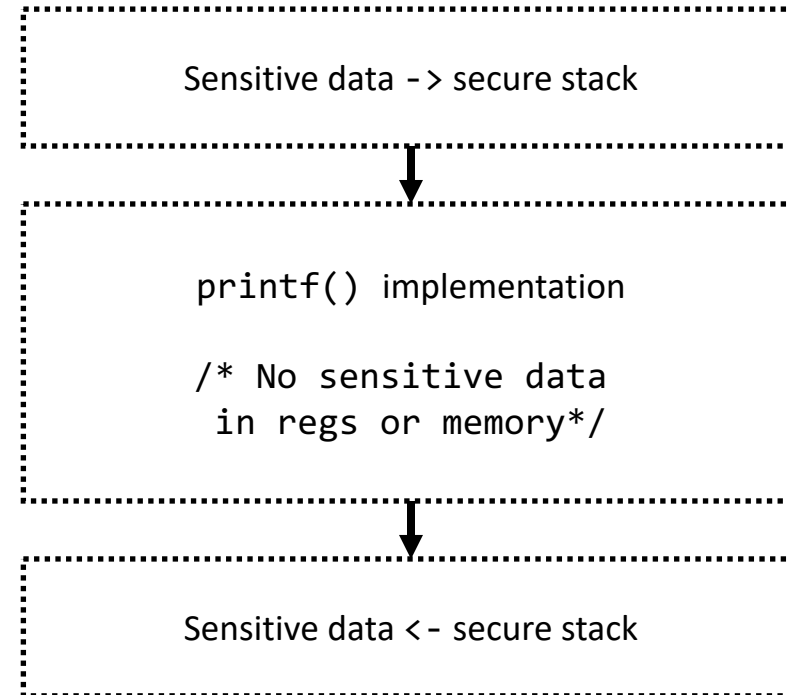 Sensitive data -> secure stack
printf() implementation
/* No sensitive data
in regs or memory*/
Sensitive data <- secure stack